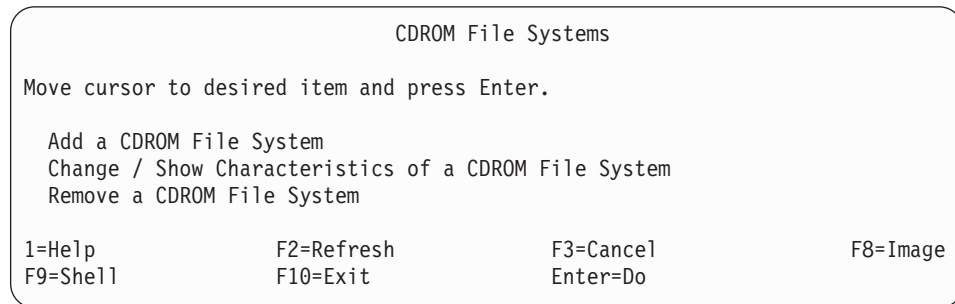 CDROM File Systems
Move cursor to desired item and press Enter.
Add a CDROM File System
Change / Show Characteristics of a CDROM File System
Remove a CDROM File System
1=Help F2=Refresh F3=Cancel F8=Image
F9=Shell F10=Exit Enter=Do